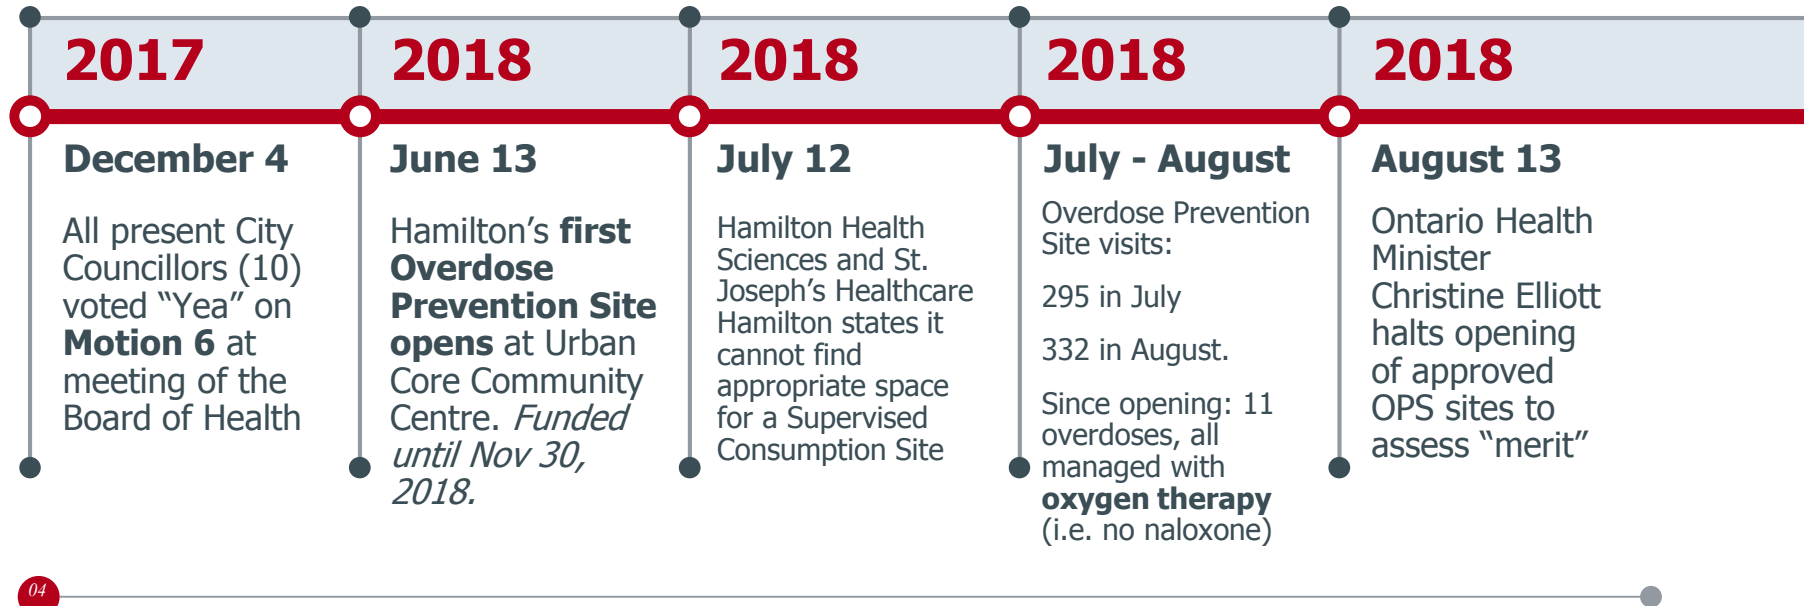 2017
December 4
All present City
Councillors (10)
voted “Yea” on
Motion 6 at
meeting of the
Board of Health
2018
June 13
Hamilton’s first
Overdose
Prevention Site
opens at Urban
Core Community
Centre. Funded
until Nov 30,
2018.
2018
July 12
Hamilton Health
Sciences and St.
Joseph’s Healthcare
Hamilton states it
cannot find
appropriate space
for a Supervised
Consumption Site
2018
July - August
Overdose Prevention
Site visits:
295 in July
332 in August.
Since opening: 11
overdoses, all
managed with
oxygen therapy
(i.e. no naloxone)
2018
August 13
Ontario Health
Minister
Christine Elliott
halts opening
of approved
OPS sites to
assess “merit”
04